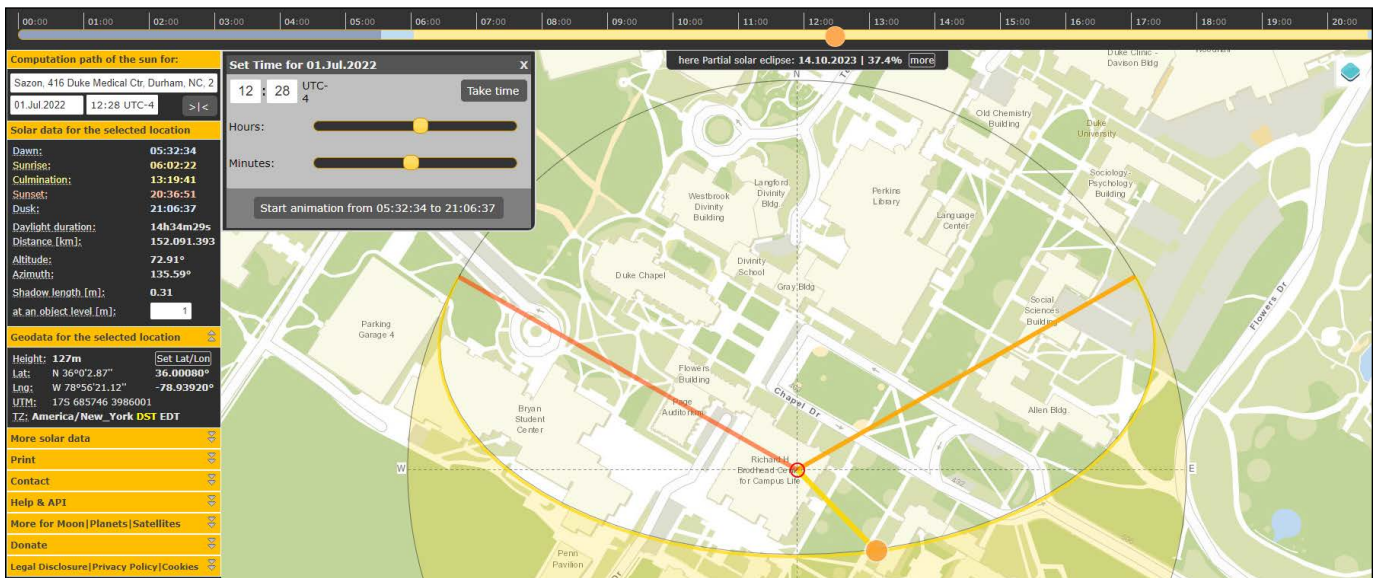 00:00 01:00 02:00 03:00 04:00 05:00 06:00 07:00 08:00 09:00 10:00 11:00 12:00 13:00 14:00 15:00 16:00 17:00 18:00 19:00 20:00
Computation path of the sun for:
Sazon, 416 Duke Medical Ctr, Durham, NC, 2
01.Jul.2022 12:28 UTC-4 >|<
Solar data for the selected location
Dawn: 05:32:34
Sunrise: 06:02:22
Culmination: 13:19:41
Sunset: 20:36:51
Dusk: 21:06:37
Daylight duration: 14h34m29s
Distance [km]: 152.091.393
Altitude: 72.91°
Azimuth: 135.59°
Shadow length [m]: 0.31
at an object level [m]: 1
Geodata for the selected location
Height: 127m Set Lat/Lon
Lat: N 36°0'2.87'' 36.00080°
Lng: W 78°56'21.12'' -78.93920°
UTM: 17S 685746 3986001
TZ: America/New_York DST EDT
More solar data
Print
Contact
Help & API
More for Moon|Planets|Satellites
Donate
Legal Disclosure|Privacy Policy|Cookies
Set Time for 01.Jul.2022 X
12 : 28 UTC-
4
Take time
Hours:
Minutes:
Start animation from 05:32:34 to 21:06:37
here Partial solar eclipse: 14.10.2023 | 37.4% more
N
Duke Clinic -
Davison Bldg
Old Chemistry
Building
Duke
University
Sociology-
Psychology
Building
Langford
Divinity
Bldg.
Westbrook
Divinity
Building
Perkins
Library
Language
Center
Divinity
School
Duke Chapel
Gray Bldg
Social
Sciences
Building
Flowers Dr
Parking
Garage 4
Flowers
Building
Page
Auditorium
Chapel Dr
Bryan
Student
Center
Allen Bldg
Richard H
Brodhead Center
for Campus Life
W
E
Penn
Pavilion